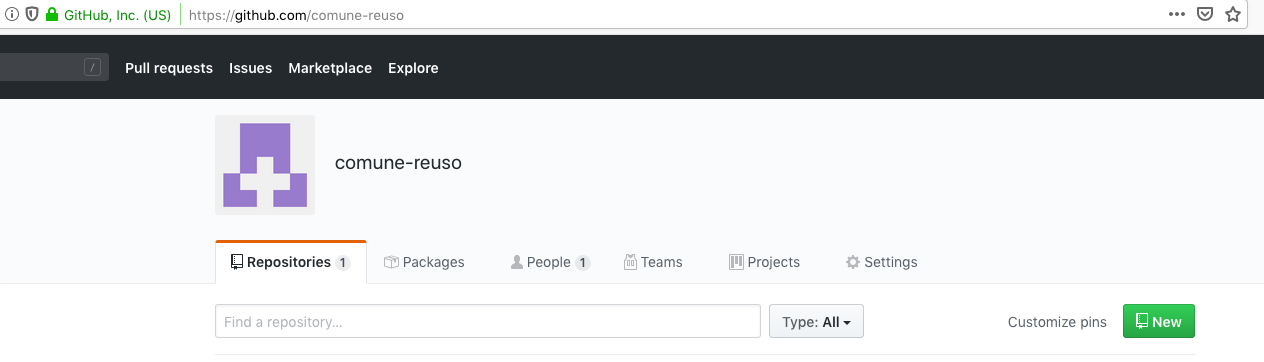 GitHub, Inc. (US) https://github.com/comune-reuso
/ Pull requests Issues Marketplace Explore
comune-reuso
Repositories 1 Packages People 1 Teams Projects Settings
Find a repository... Type: All Customize pins New